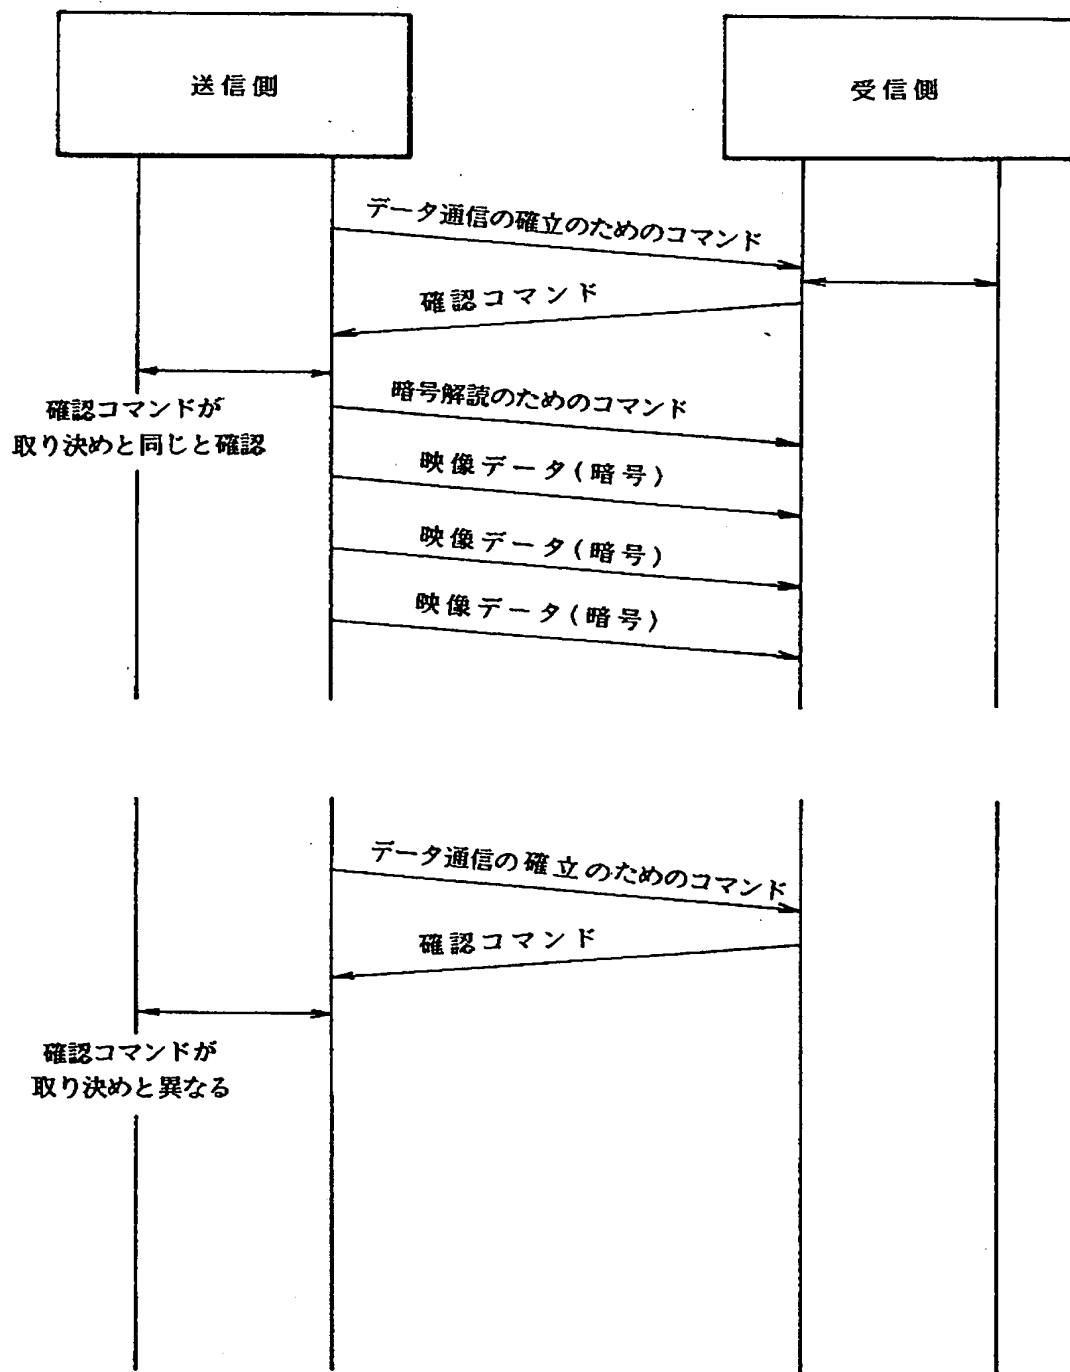 送信側
受信側
データ通信の確立のためのコマンド
確認コマンド
確認コマンドが
取り決めと同じと確認
暗号解読のためのコマンド
映像データ(暗号)
映像データ(暗号)
映像データ(暗号)
データ通信の確立のためのコマンド
確認コマンド
確認コマンドが
取り決めと異なる